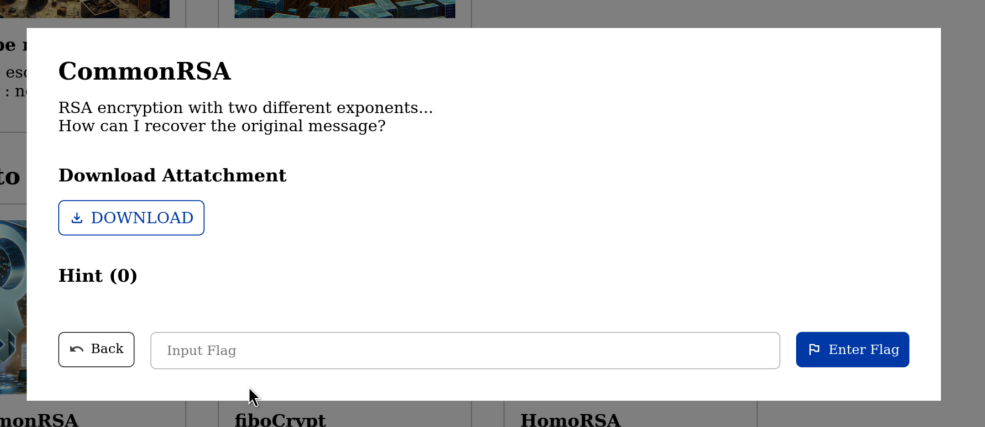 CommonRSA
RSA encryption with two different exponents...
How can I recover the original message?
Download Attatchment
DOWNLOAD
Hint (0)
Back
Input Flag
Enter Flag
monRSA
fiboCrypt
HomoRSA